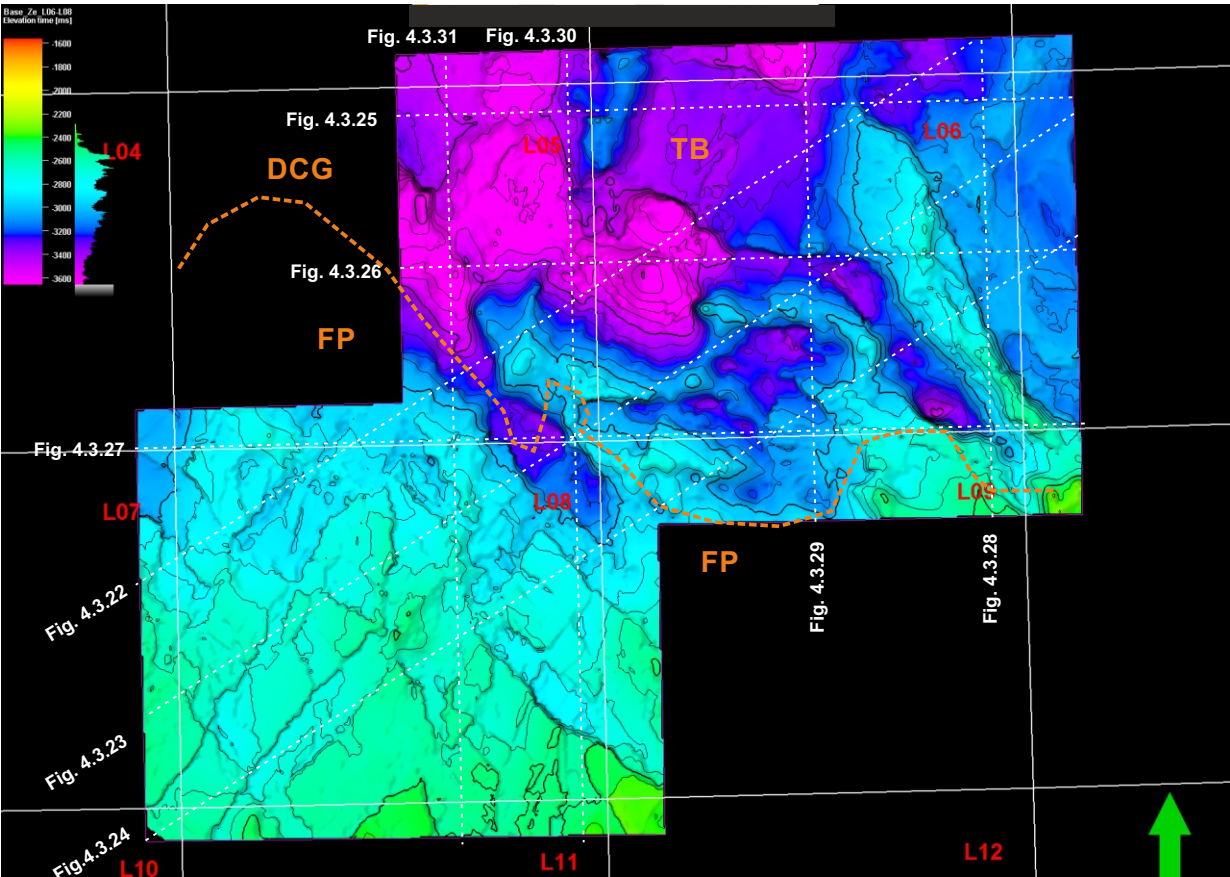 Base_Ze_L06-L08
Elevation time [ms]
-1600
-1800
-2000
-2200
-2400
-2600
-2800
-3000
-3200
-3400
-3600
Fig. 4.3.31
Fig. 4.3.30
Fig. 4.3.25
L04
L05
TB
L06
DCG
Fig. 4.3.26
FP
Fig. 4.3.27
L07
L08
L09
FP
Fig. 4.3.29
Fig. 4.3.28
Fig. 4.3.22
Fig. 4.3.23
Fig.4.3.24
L10
L11
L12